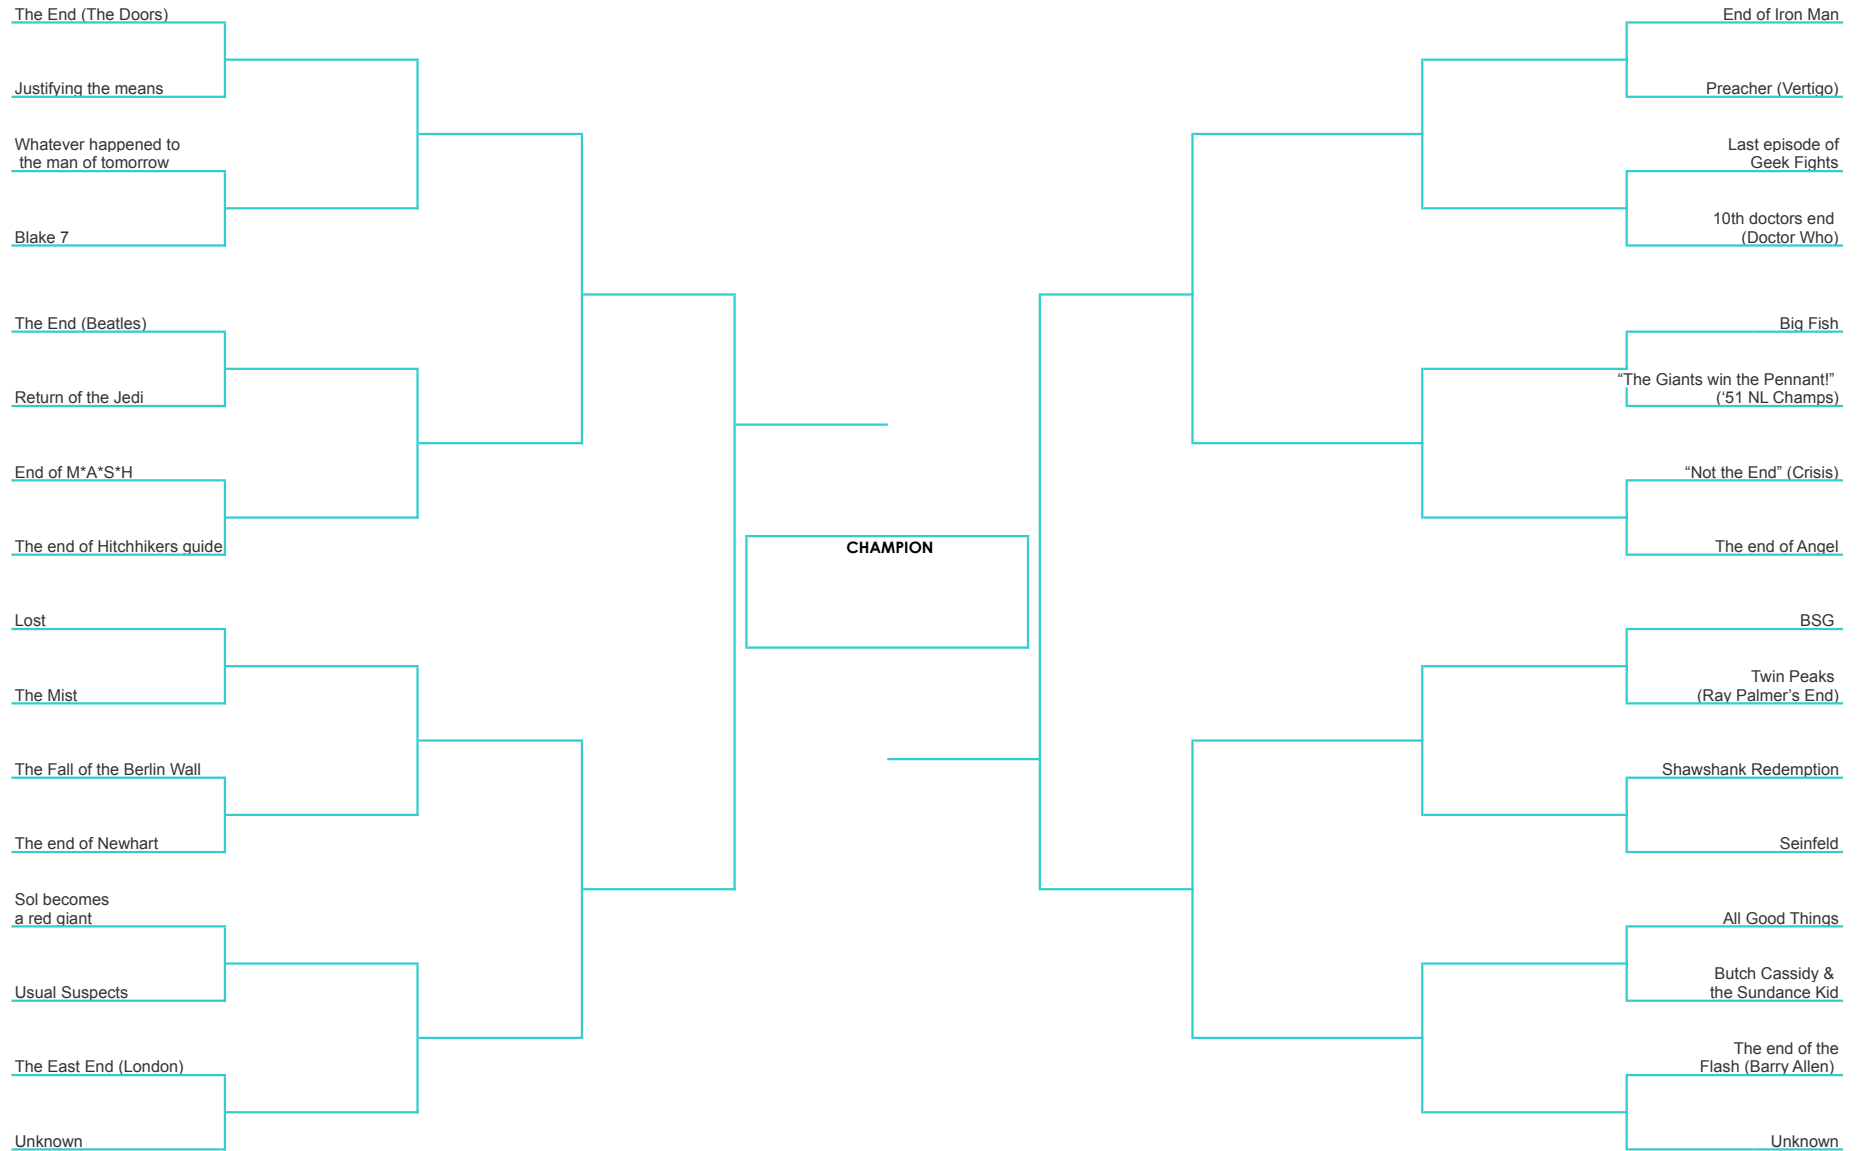 The End (The Doors)
Justifying the means
Whatever happened to
the man of tomorrow
Blake 7
The End (Beatles)
Return of the Jedi
End of M*A*S*H
The end of Hitchhikers guide
Lost
The Mist
The Fall of the Berlin Wall
The end of Newhart
Sol becomes
a red giant
Usual Suspects
The East End (London)
Unknown
CHAMPION
End of Iron Man
Preacher (Vertigo)
Last episode of
Geek Fights
10th doctors end
(Doctor Who)
Big Fish
“The Giants win the Pennant!”
(‘51 NL Champs)
“Not the End” (Crisis)
The end of Angel
BSG
Twin Peaks
(Ray Palmer’s End)
Shawshank Redemption
Seinfeld
All Good Things
Butch Cassidy &
the Sundance Kid
The end of the
Flash (Barry Allen)
Unknown